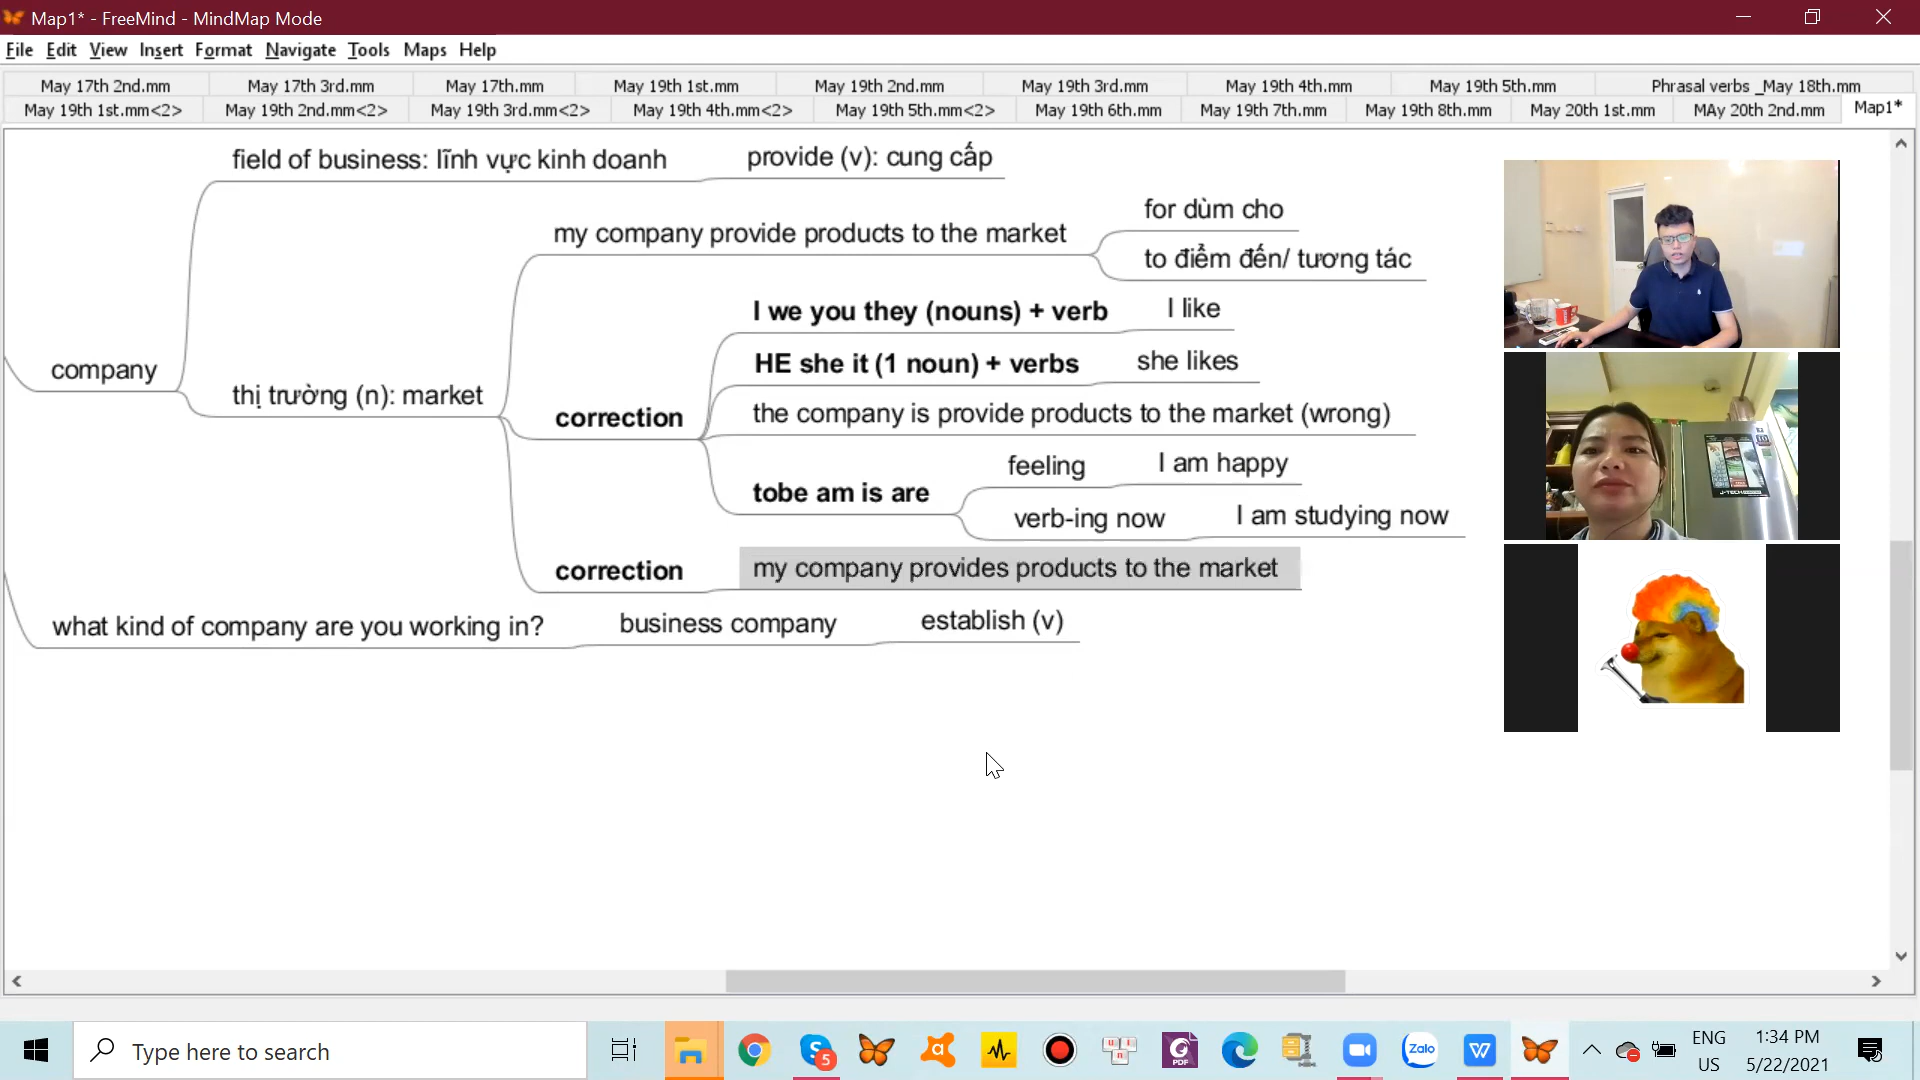 Map1* - FreeMind - MindMap Mode
File Edit View Insert Format Navigate Tools Maps Help
May 17th 2nd.mm May 17th 3rd.mm May 17th.mm May 19th 1st.mm May 19th 2nd.mm May 19th 3rd.mm May 19th 4th.mm May 19th 5th.mm Phrasal verbs _May 18th.mm
May 19th 1st.mm<2> May 19th 2nd.mm<2> May 19th 3rd.mm<2> May 19th 4th.mm<2> May 19th 5th.mm<2> May 19th 6th.mm May 19th 7th.mm May 19th 8th.mm May 20th 1st.mm MAy 20th 2nd.mm Map1*
field of business: lĩnh vực kinh doanh
provide (v): cung cấp
my company provide products to the market
for dùm cho
to điểm đến/ tương tác
company
thị trường (n): market
correction
I we you they (nouns) + verb
I like
HE she it (1 noun) + verbs
she likes
the company is provide products to the market (wrong)
tobe am is are
feeling
I am happy
verb-ing now
I am studying now
correction
my company provides products to the market
what kind of company are you working in?
business company
establish (v)
J-TECH
Type here to search
5
PDF
Zalo
ENG
US
1:34 PM
5/22/2021